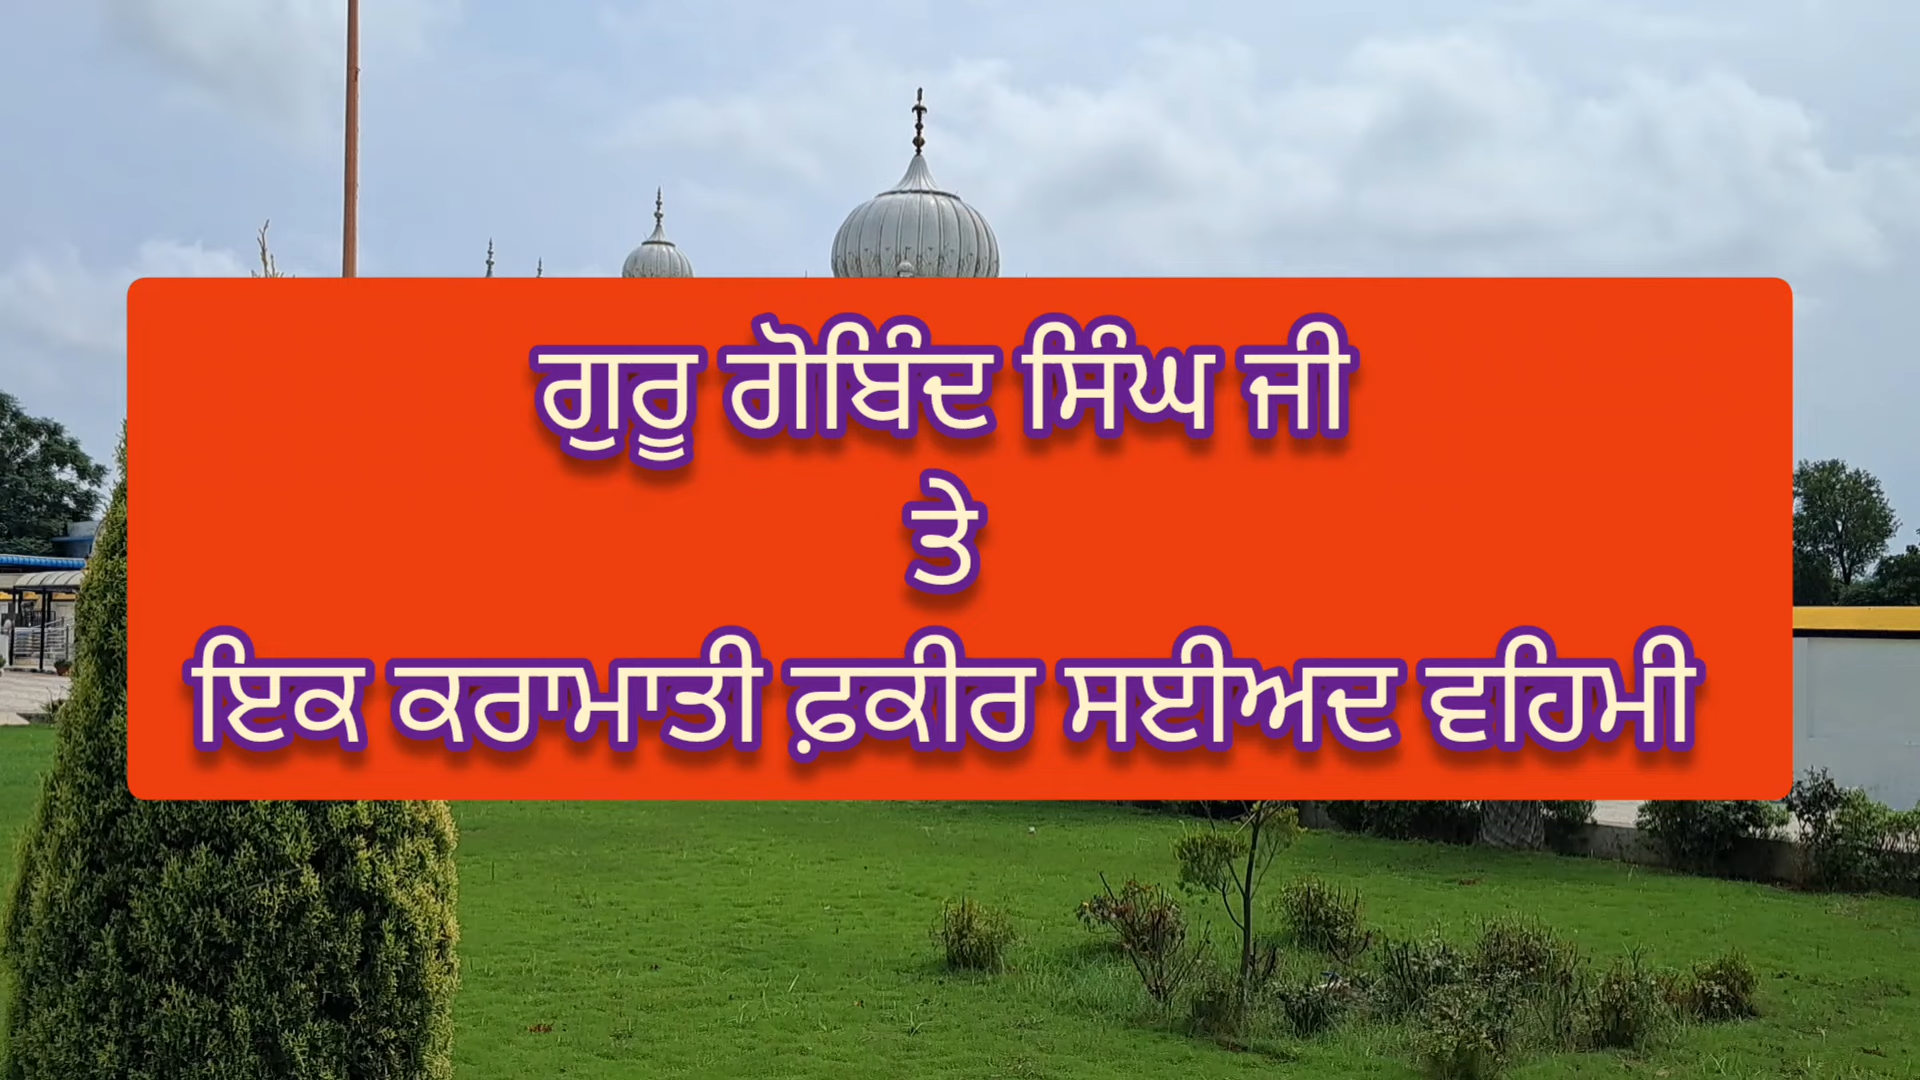 ਗੁਰੂ ਗੋਬਿੰਦ ਸਿੰਘ ਜੀ
ਤੇ
ਇਕ ਕਰਾਮਾਤੀ ਫ਼ਕੀਰ ਸਈਅਦ ਵਹਿਮੀ